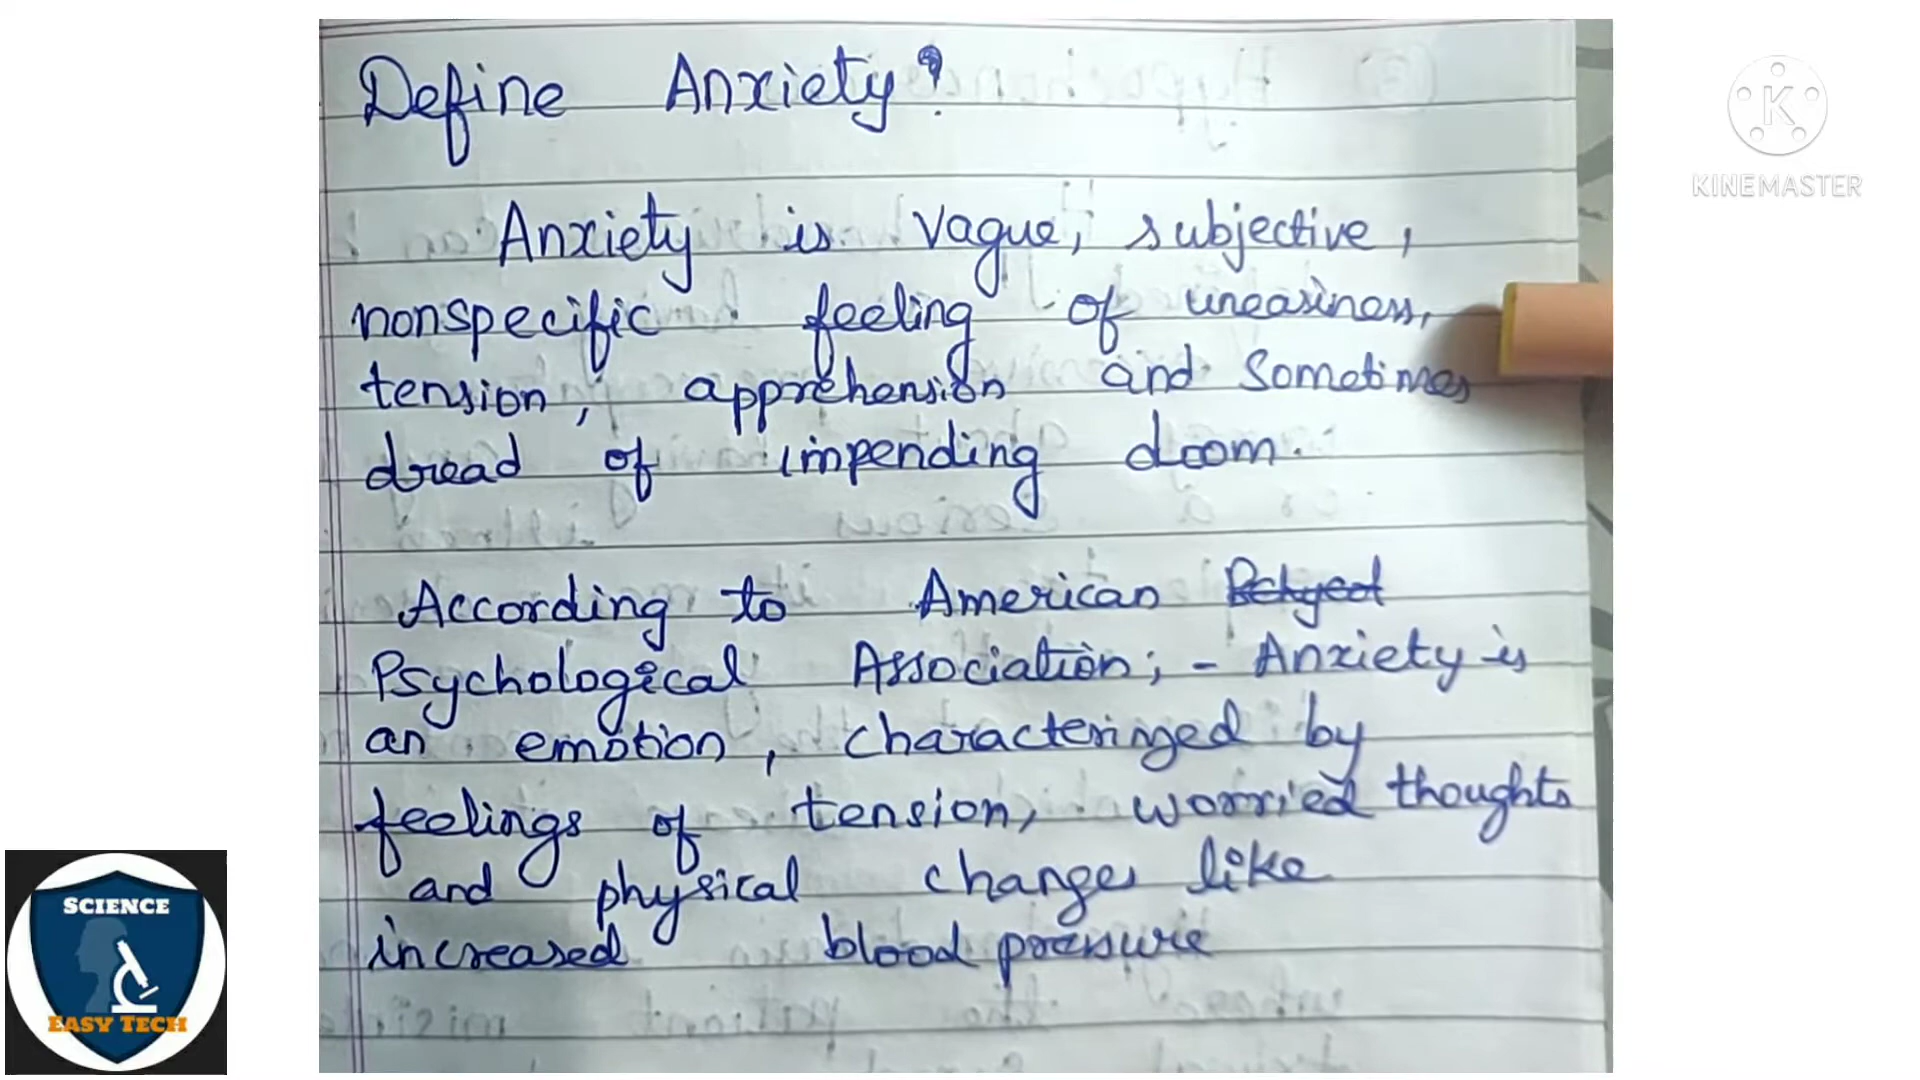 Define Anxiety?
Anxiety is vague, subjective,
nonspecific feeling of uneasiness,
tension, apprehension and sometimes
dread of impending doom.
According to American
Psychological Association; - Anxiety is
an emotion, characterinzed by
feelings of tension, worried thoughts
and physical changes like
increased blood pressure
KINEMASTER
SCIENCE
EASY TECH